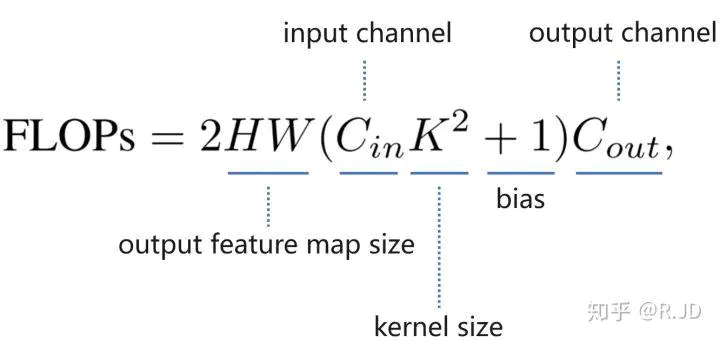 input channel
output channel
FLOPs = 2HW(C_{in}K^2 + 1)C_{out},
bias
output feature map size
kernel size
知乎 @R.JD